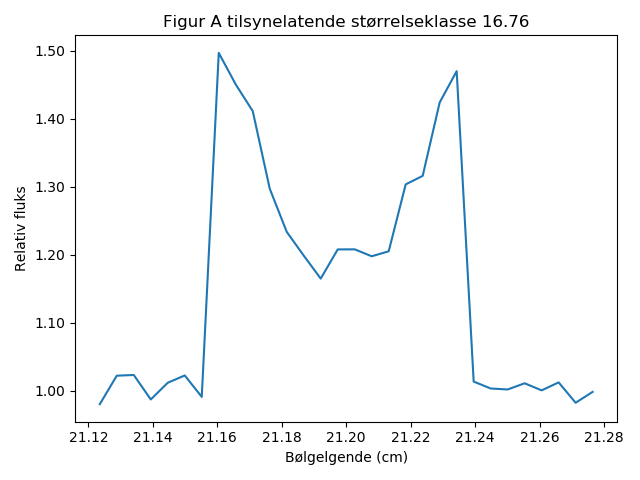 Figur A tilsynelatende størrelseklasse 16.76
1.50
1.40
1.30
1.20
1.10
1.00
Relativ fluks
21.12 21.14 21.16 21.18 21.20 21.22 21.24 21.26 21.28
Bølgelgende (cm)